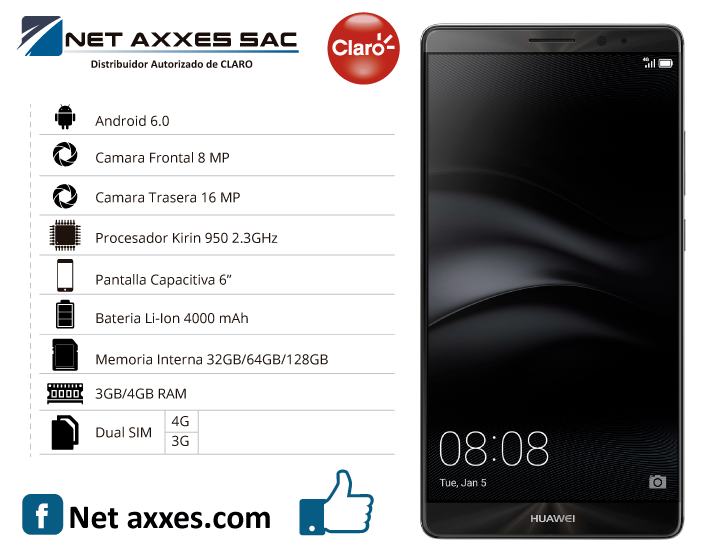 NET AXXES SAC
Distribuidor Autorizado de CLARO
Claro
Android 6.0
Camara Frontal 8 MP
Camara Trasera 16 MP
Procesador Kirin 950 2.3GHz
Pantalla Capacitiva 6”
Bateria Li-Ion 4000 mAh
Memoria Interna 32GB/64GB/128GB
3GB/4GB RAM
Dual SIM
4G
3G
f Net axxes.com
4G
08:08
Tue, Jan 5
HUAWEI